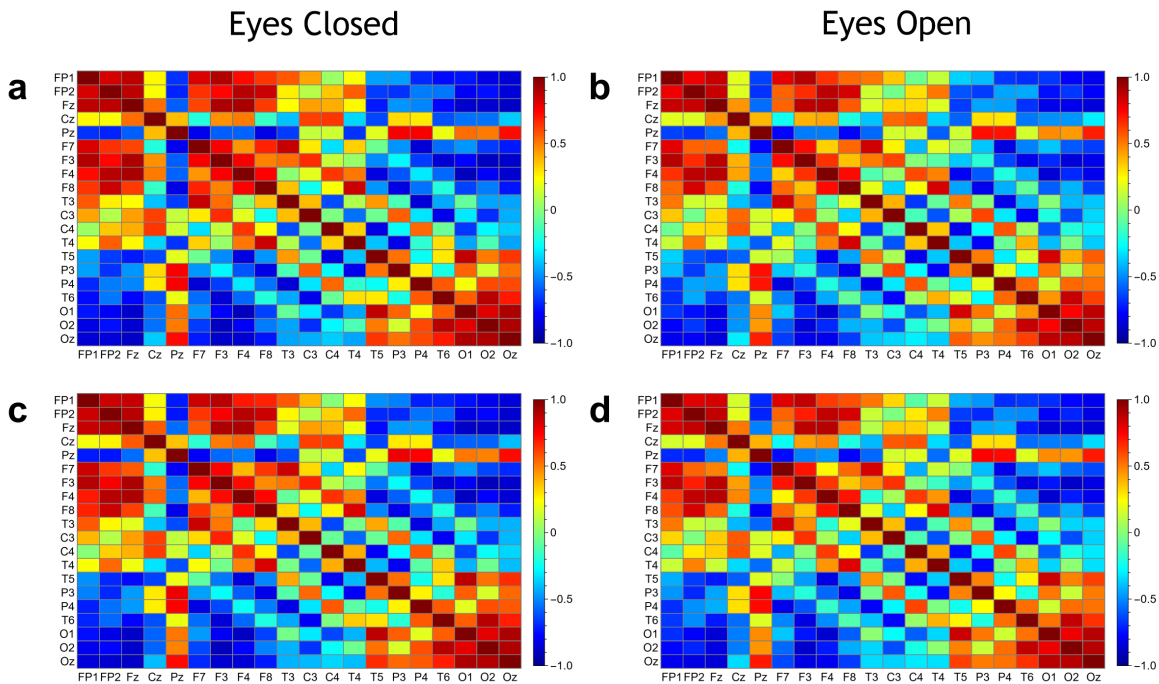 Eyes Closed
Eyes Open
a
FP1
FP2
Fz
Cz
Pz
F7
F3
F4
F8
T3
C3
C4
T4
T5
P3
P4
T6
O1
O2
Oz
FP1 FP2 Fz Cz Pz F7 F3 F4 F8 T3 C3 C4 T4 T5 P3 P4 T6 O1 O2 Oz
1.0
0.5
0
−0.5
−1.0
b
FP1
FP2
Fz
Cz
Pz
F7
F3
F4
F8
T3
C3
C4
T4
T5
P3
P4
T6
O1
O2
Oz
FP1 FP2 Fz Cz Pz F7 F3 F4 F8 T3 C3 C4 T4 T5 P3 P4 T6 O1 O2 Oz
1.0
0.5
0
−0.5
−1.0
c
FP1
FP2
Fz
Cz
Pz
F7
F3
F4
F8
T3
C3
C4
T4
T5
P3
P4
T6
O1
O2
Oz
FP1 FP2 Fz Cz Pz F7 F3 F4 F8 T3 C3 C4 T4 T5 P3 P4 T6 O1 O2 Oz
1.0
0.5
0
−0.5
−1.0
d
FP1
FP2
Fz
Cz
Pz
F7
F3
F4
F8
T3
C3
C4
T4
T5
P3
P4
T6
O1
O2
Oz
FP1 FP2 Fz Cz Pz F7 F3 F4 F8 T3 C3 C4 T4 T5 P3 P4 T6 O1 O2 Oz
1.0
0.5
0
−0.5
−1.0